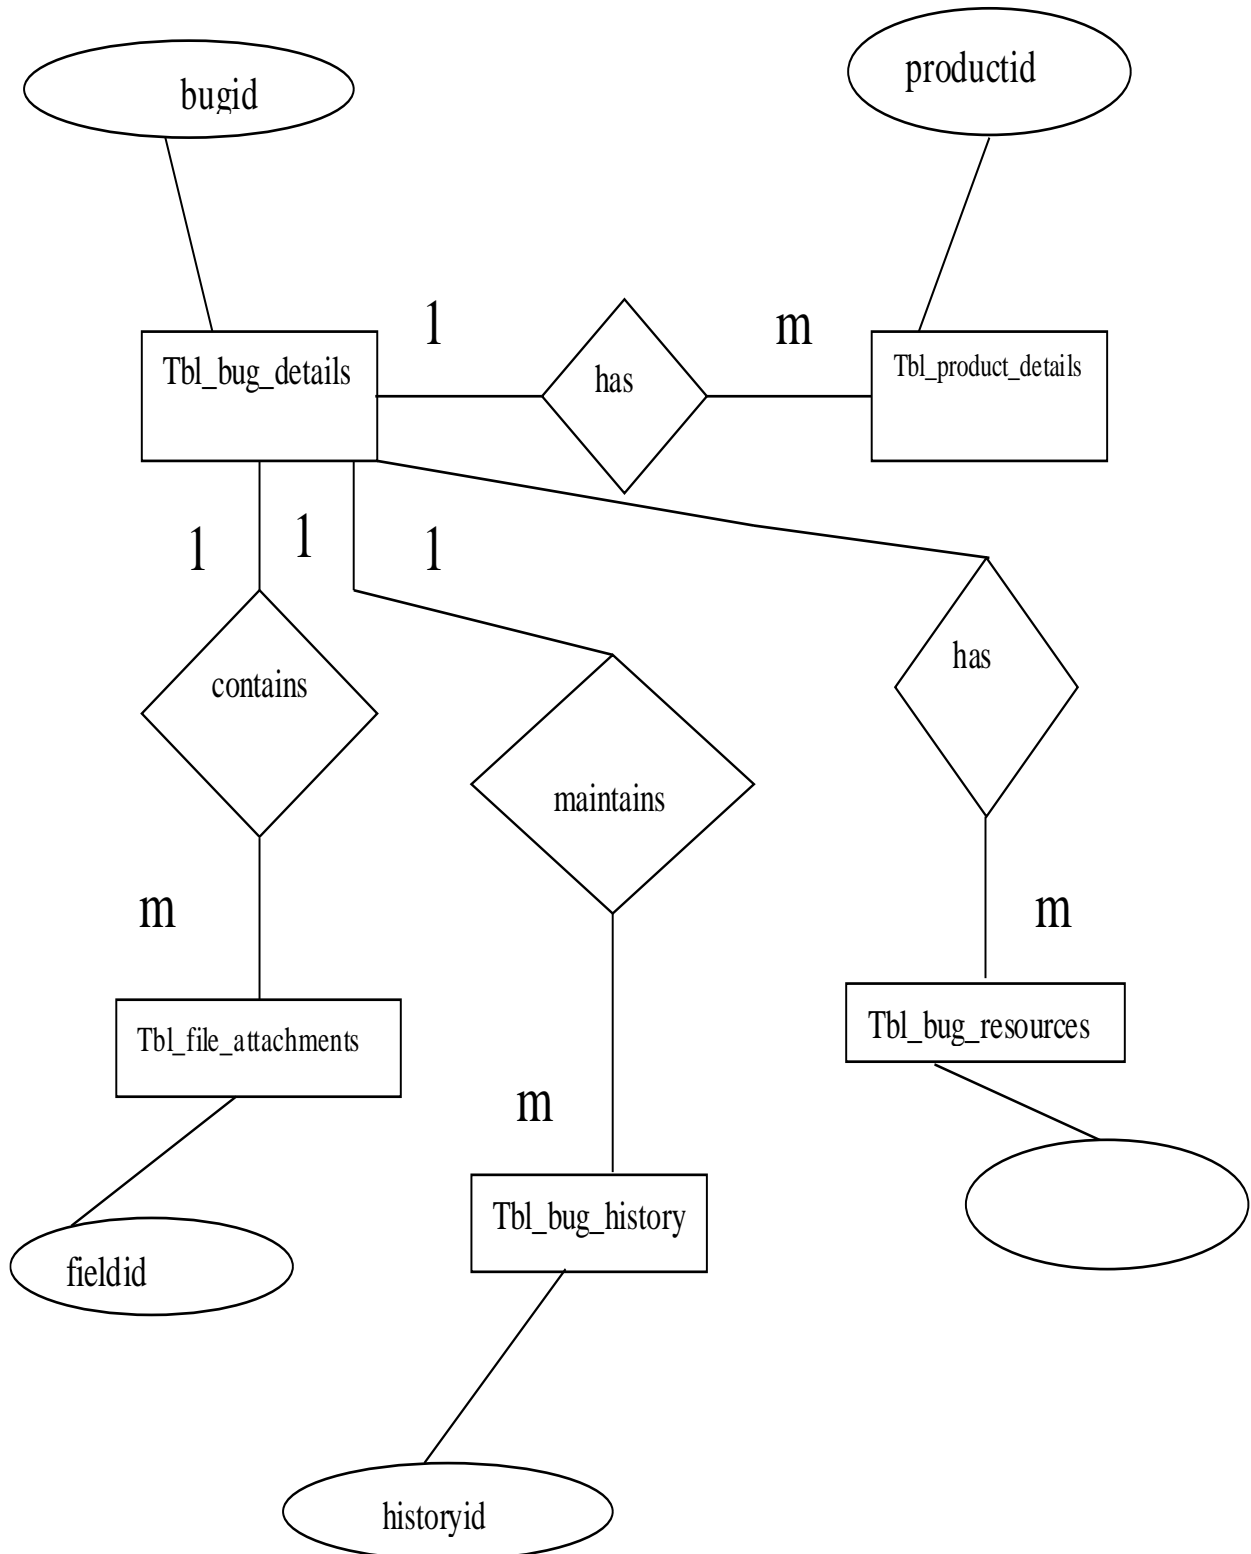 bugid
productid
1
m
Tbl_bug_details
has
Tbl_product_details
1
1
1
contains
has
maintains
m
m
Tbl_file_attachments
Tbl_bug_resources
m
Tbl_bug_history
fieldid
historyid